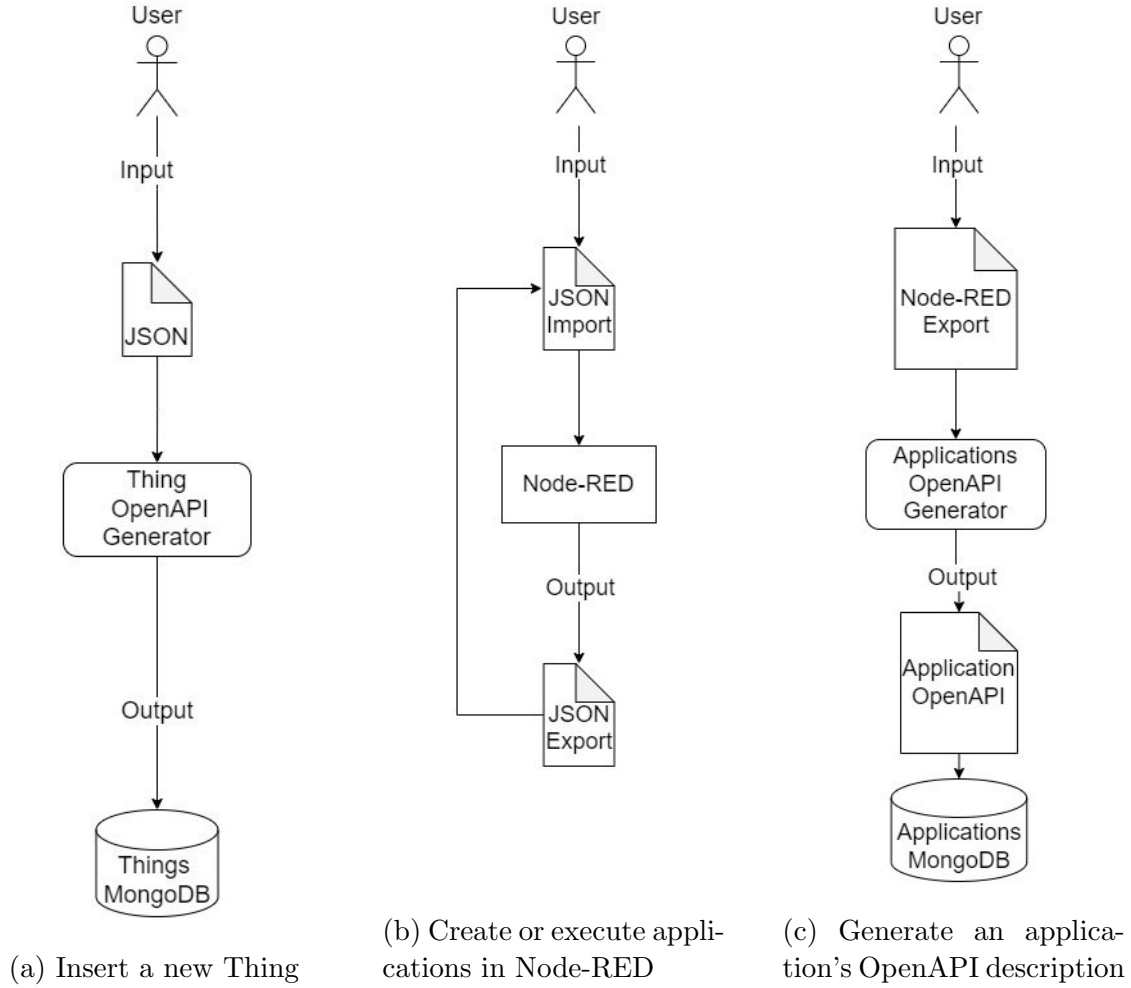 User
Input
JSON
Thing
OpenAPI
Generator
Output
Things
MongoDB
(a) Insert a new Thing
User
Input
JSON
Import
Node-RED
Output
JSON
Export
(b) Create or execute appli-
cations in Node-RED
User
Input
Node-RED
Export
Applications
OpenAPI
Generator
Output
Application
OpenAPI
Applications
MongoDB
(c) Generate an applica-
tion's OpenAPI description